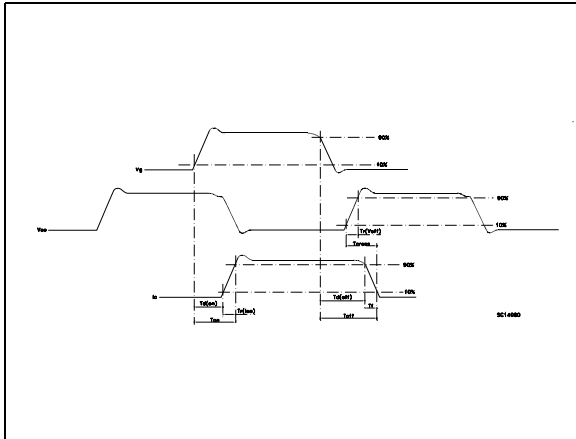 90%
Vg
10%
90%
Vce
10%
Tr(Voff)
Tcross
90%
Ic
10%
Td(on)
Td(off)
Tr(Ion)
Tf
Ton
Toff
SC14980